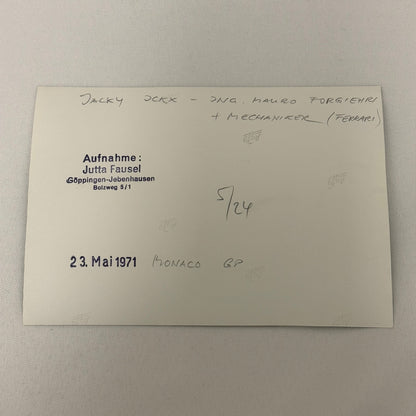 JACKY ICKX - ING. MAURO FORGIEHRI
+ MECHANIKER (FERRARI)
Aufnahme:
Jutta Fausel
Göppingen-Jebenhausen
Bolzweg 5/1
5/24
23. Mai 1971 MONACO GP